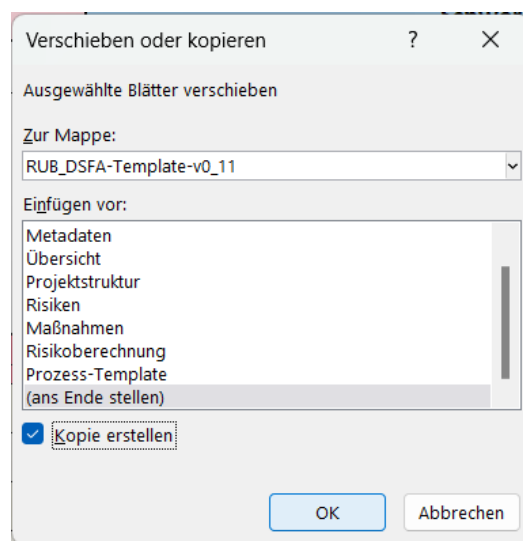 Verschieben oder kopieren ?
Ausgewählte Blätter verschieben
Zur Mappe:
RUB_DSFA-Template-v0_11
Einfügen vor:
Metadaten
Übersicht
Projektstruktur
Risiken
Maßnahmen
Risikoberechnung
Prozess-Template
(ans Ende stellen)
Kopie erstellen
OK Abbrechen